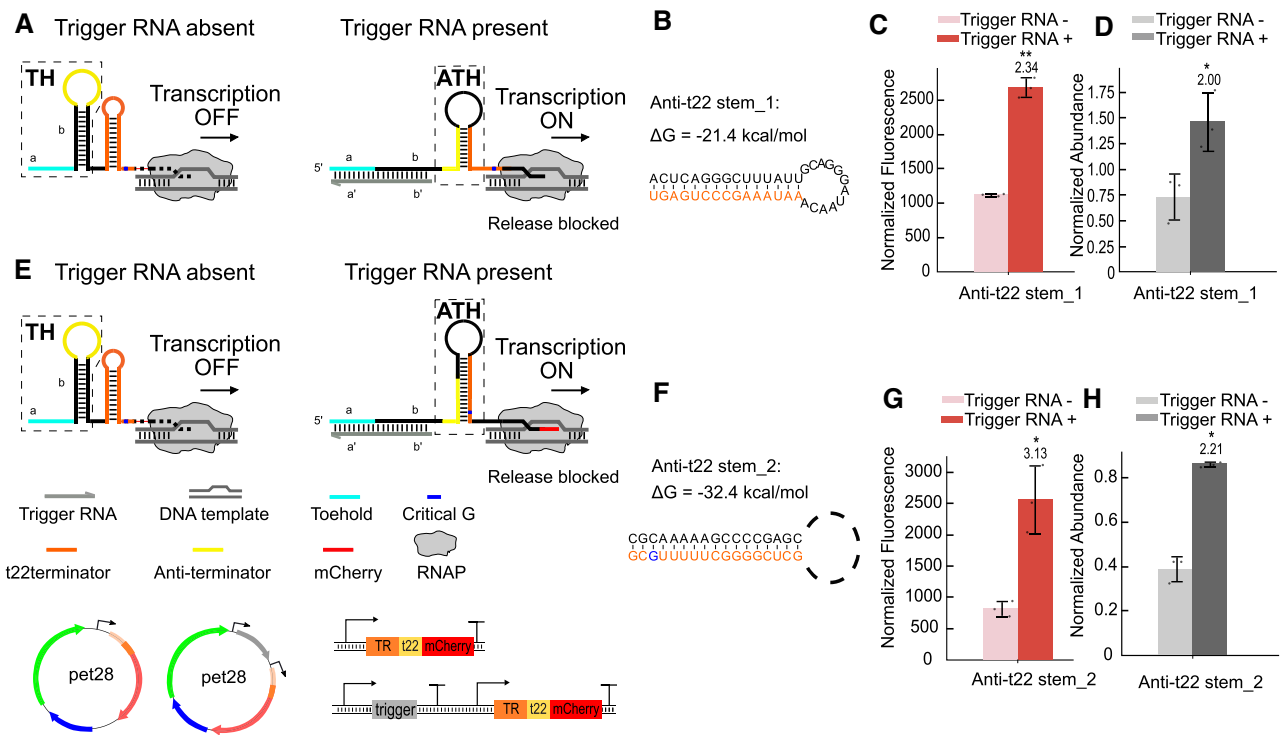 A
Trigger RNA absent
Trigger RNA present
TH
b
a
Transcription
OFF
ATH
Transcription
ON
5'
a
b
a'
b'
Release blocked
B
Anti-t22 stem_1:
ΔG = -21.4 kcal/mol
ACUCAGGGCUUUAUUGCAGGGAUAACA
UGAGUCCCGAAAUAA
C
Trigger RNA -
Trigger RNA +
**
2.34
Normalized Fluorescence
2500
2000
1500
1000
500
0
Anti-t22 stem_1
D
Trigger RNA -
Trigger RNA +
*
2.00
Normalized Abundance
1.75
1.50
1.25
1.00
0.75
0.50
0.25
0
Anti-t22 stem_1
E
Trigger RNA absent
Trigger RNA present
TH
b
a
Transcription
OFF
ATH
Transcription
ON
5'
a
b
a'
b'
Release blocked
Trigger RNA
DNA template
Toehold
Critical G
t22terminator
Anti-terminator
mCherry
RNAP
pet28
pet28
TR t22 mCherry
trigger TR t22 mCherry
F
Anti-t22 stem_2:
ΔG = -32.4 kcal/mol
CGCAAAAAGCCCCGAGC
GCGUUUUUCGGGGCUCG
G
Trigger RNA -
Trigger RNA +
*
3.13
Normalized Fluorescence
3000
2500
2000
1500
1000
500
0
Anti-t22 stem_2
H
Trigger RNA -
Trigger RNA +
*
2.21
Normalized Abundance
0.8
0.6
0.4
0.2
0
Anti-t22 stem_2